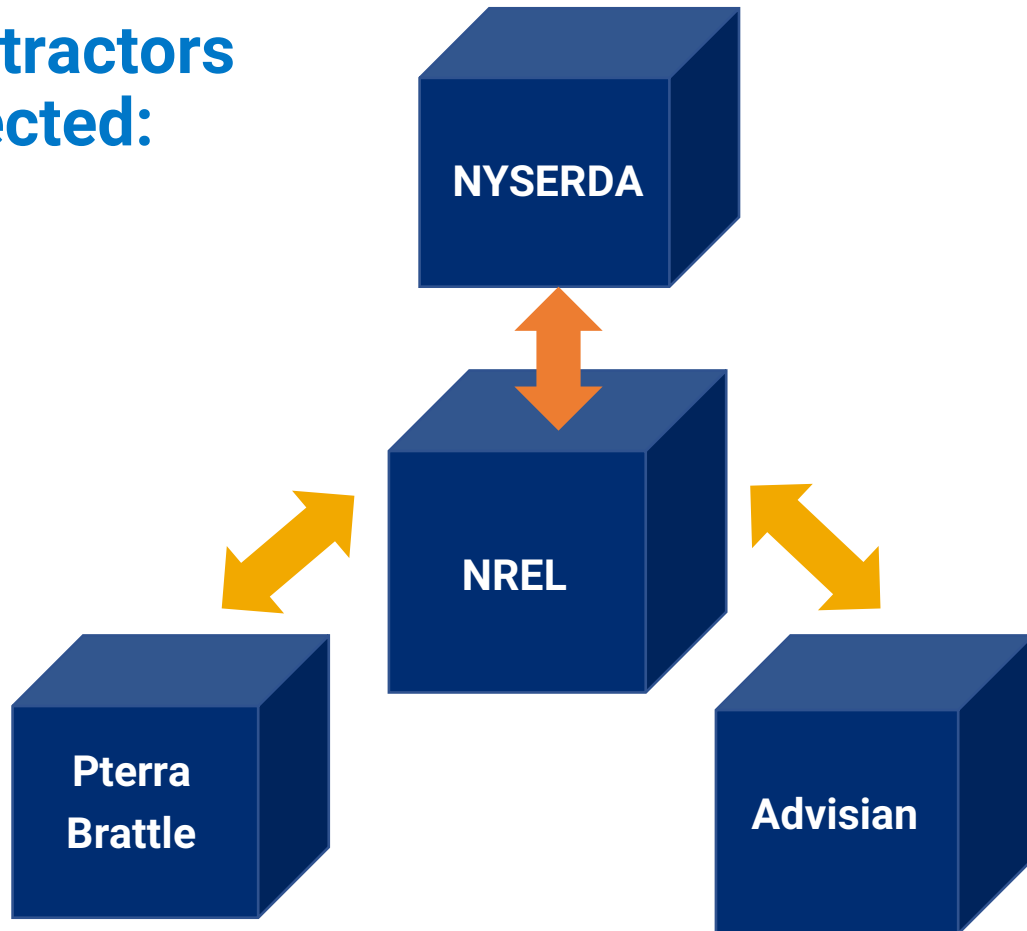 tractors
ected:
NYSERDA
NREL
Pterra
Brattle
Advisian